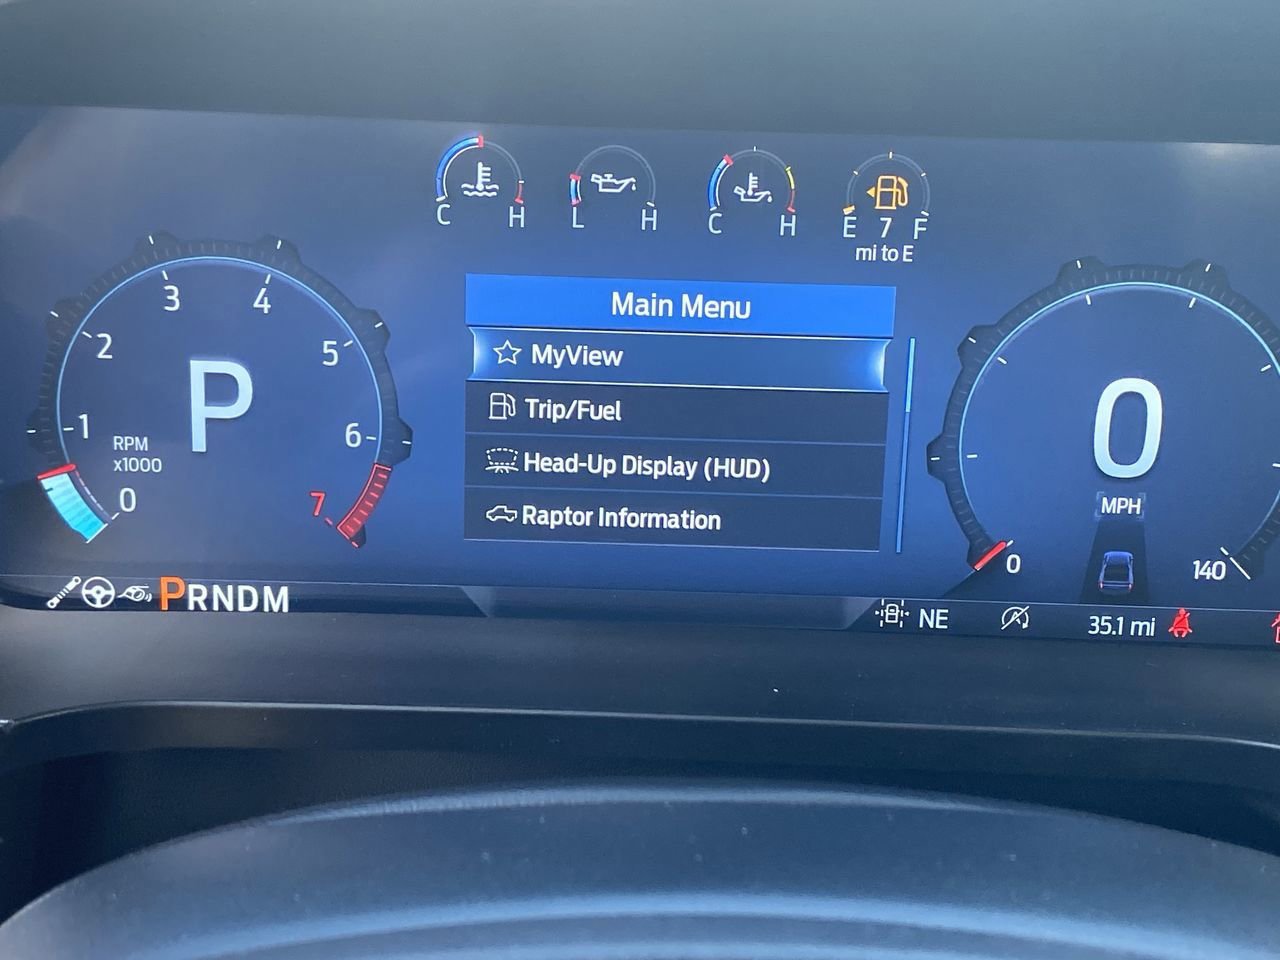 C H
L H
C H
E 7 F
mi to E
Main Menu
MyView
Trip/Fuel
Head-Up Display (HUD)
Raptor Information
0
1
2
3
4
5
6
7
RPM
x1000
P
0
MPH
0
140
PRNDM
NE
35.1 mi